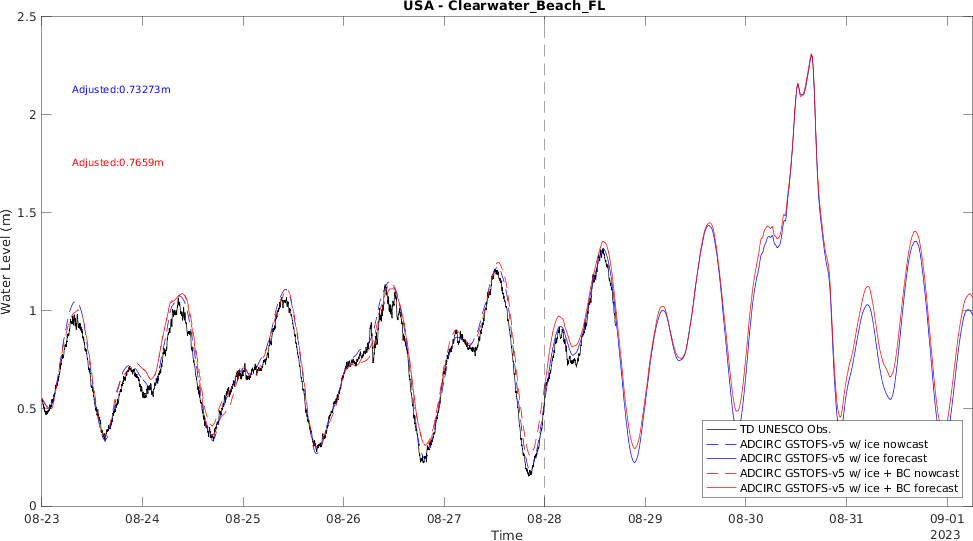 USA - Clearwater_Beach_FL
2.5
2
1.5
1
0.5
0
Water Level (m)
Adjusted:0.73273m
Adjusted:0.7659m
TD UNESCO Obs.
ADCIRC GSTOFS-v5 w/ ice nowcast
ADCIRC GSTOFS-v5 w/ ice forecast
ADCIRC GSTOFS-v5 w/ ice + BC nowcast
ADCIRC GSTOFS-v5 w/ ice + BC forecast
08-23 08-24 08-25 08-26 08-27 08-28 08-29 08-30 08-31 09-01
2023
Time